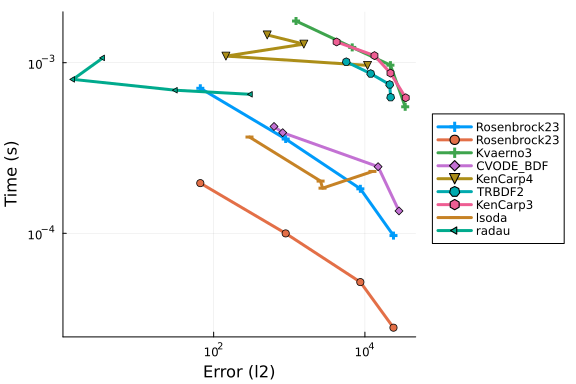 Time (s)
10⁻³
10⁻⁴
10²
10⁴
Error (l2)
Rosenbrock23
Rosenbrock23
Kvaerno3
CVODE_BDF
KenCarp4
TRBDF2
KenCarp3
lsoda
radau